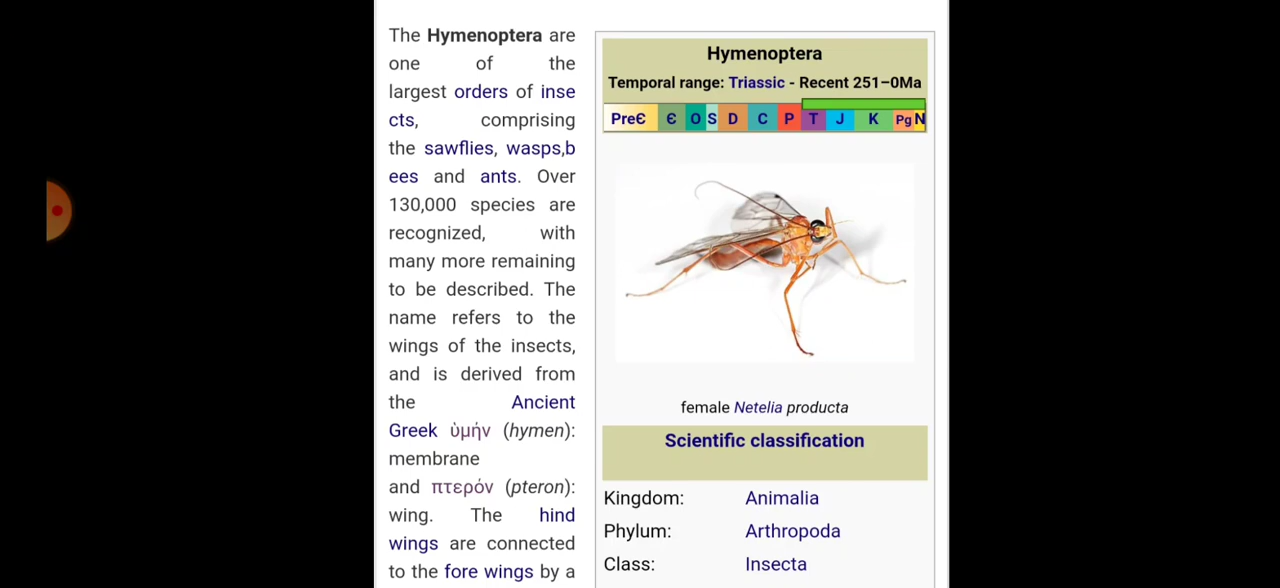 The Hymenoptera are
one of the
largest orders of inse
cts, comprising
the sawflies, wasps,b
ees and ants. Over
130,000 species are
recognized, with
many more remaining
to be described. The
name refers to the
wings of the insects,
and is derived from
the Ancient
Greek ὑμήν (hymen):
membrane
and πτερόν (pteron):
wing. The hind
wings are connected
to the fore wings by a
Hymenoptera
Temporal range: Triassic - Recent 251–0Ma
PreЄ Є O S D C P T J K Pg N
female Netelia producta
Scientific classification
Kingdom: Animalia
Phylum: Arthropoda
Class: Insecta